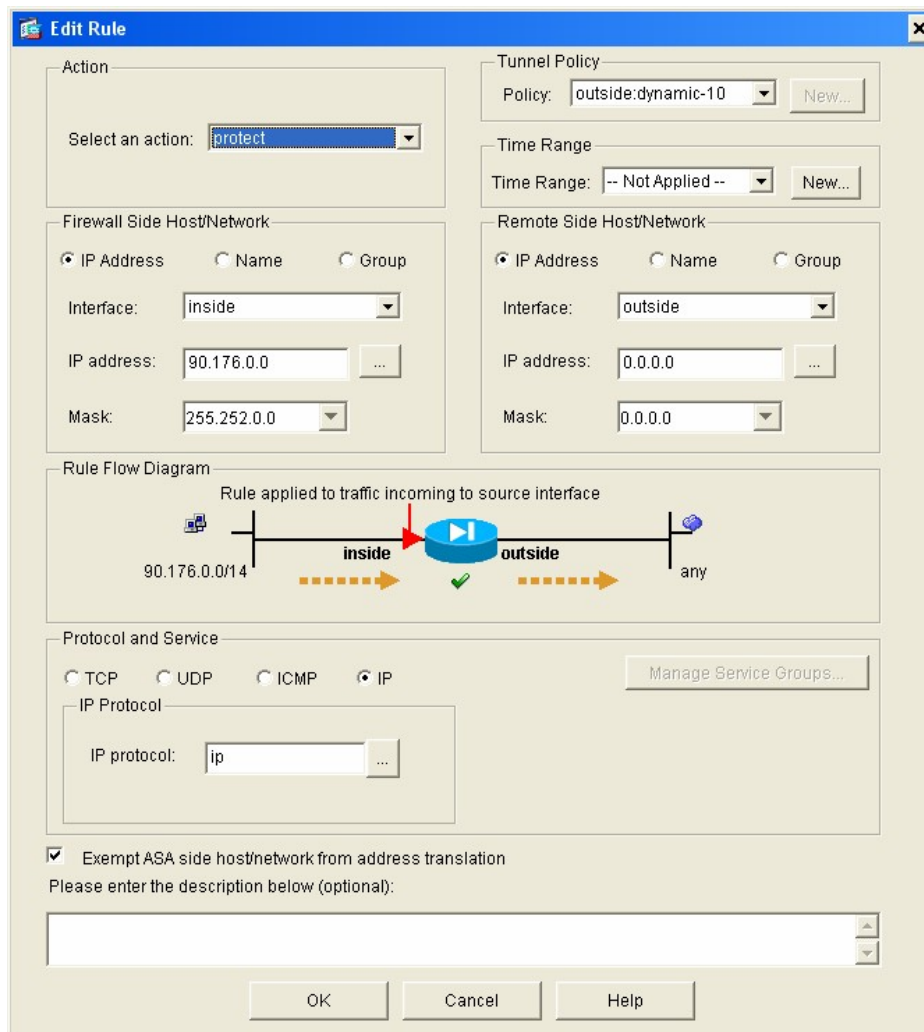 Edit Rule
Action
Select an action: protect
Tunnel Policy
Policy: outside:dynamic-10 New...
Time Range
Time Range: -- Not Applied -- New...
Firewall Side Host/Network
IP Address Name Group
Interface: inside
IP address: 90.176.0.0 ...
Mask: 255.252.0.0
Remote Side Host/Network
IP Address Name Group
Interface: outside
IP address: 0.0.0.0 ...
Mask: 0.0.0.0
Rule Flow Diagram
Rule applied to traffic incoming to source interface
inside outside
90.176.0.0/14 any
Protocol and Service
TCP UDP ICMP IP Manage Service Groups...
IP Protocol
IP protocol: ip ...
Exempt ASA side host/network from address translation
Please enter the description below (optional):
OK Cancel Help